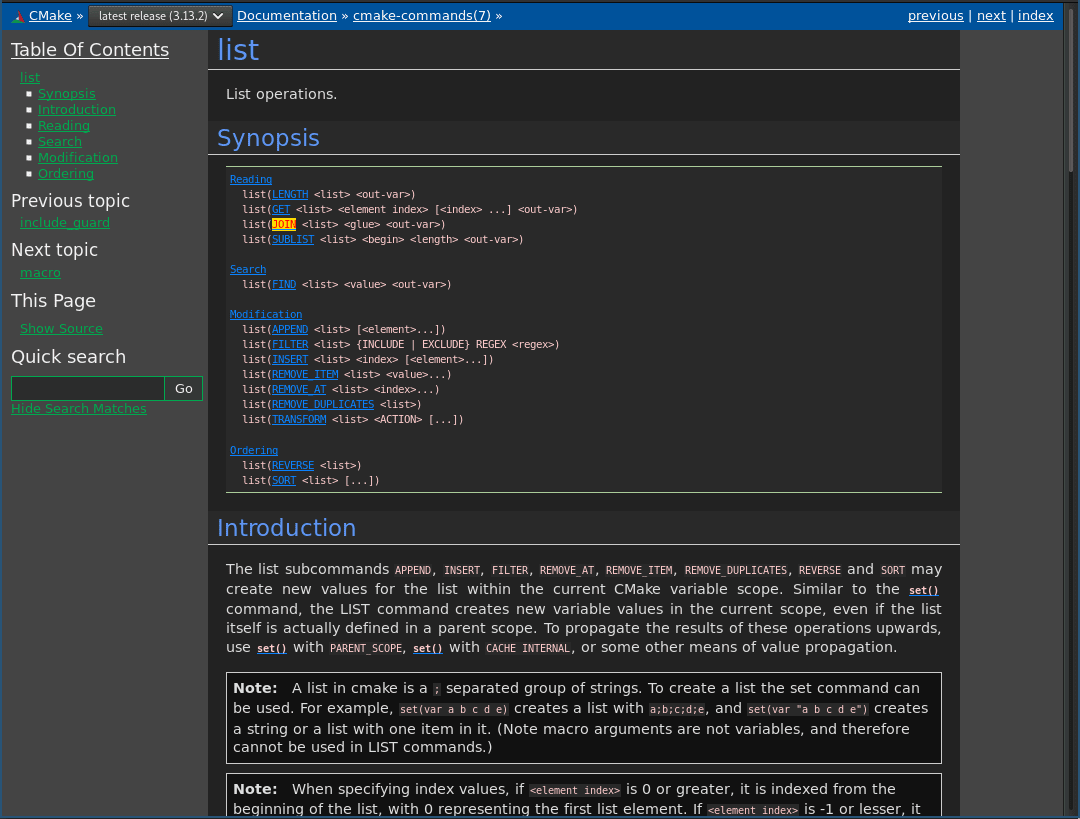 CMake » latest release (3.13.2) Documentation » cmake-commands(7) » previous | next | index
Table Of Contents
list
Synopsis
Introduction
Reading
Search
Modification
Ordering
Previous topic
include_guard
Next topic
macro
This Page
Show Source
Quick search
Go
Hide Search Matches
list
List operations.
Synopsis
Reading
list(LENGTH <list> <out-var>)
list(GET <list> <element index> [<index> ...] <out-var>)
list(JOIN <list> <glue> <out-var>)
list(SUBLIST <list> <begin> <length> <out-var>)
Search
list(FIND <list> <value> <out-var>)
Modification
list(APPEND <list> [<element>...])
list(FILTER <list> {INCLUDE | EXCLUDE} REGEX <regex>)
list(INSERT <list> <index> [<element>...])
list(REMOVE_ITEM <list> <value>...)
list(REMOVE_AT <list> <index>...)
list(REMOVE_DUPLICATES <list>)
list(TRANSFORM <list> <ACTION> [...])
Ordering
list(REVERSE <list>)
list(SORT <list> [...])
Introduction
The list subcommands APPEND, INSERT, FILTER, REMOVE_AT, REMOVE_ITEM, REMOVE_DUPLICATES, REVERSE and SORT may
create new values for the list within the current CMake variable scope. Similar to the set()
command, the LIST command creates new variable values in the current scope, even if the list
itself is actually defined in a parent scope. To propagate the results of these operations upwards,
use set() with PARENT_SCOPE, set() with CACHE INTERNAL, or some other means of value propagation.
Note: A list in cmake is a ; separated group of strings. To create a list the set command can
be used. For example, set(var a b c d e) creates a list with a;b;c;d;e, and set(var "a b c d e") creates
a string or a list with one item in it. (Note macro arguments are not variables, and therefore
cannot be used in LIST commands.)
Note: When specifying index values, if <element index> is 0 or greater, it is indexed from the
beginning of the list, with 0 representing the first list element. If <element index> is -1 or lesser, it